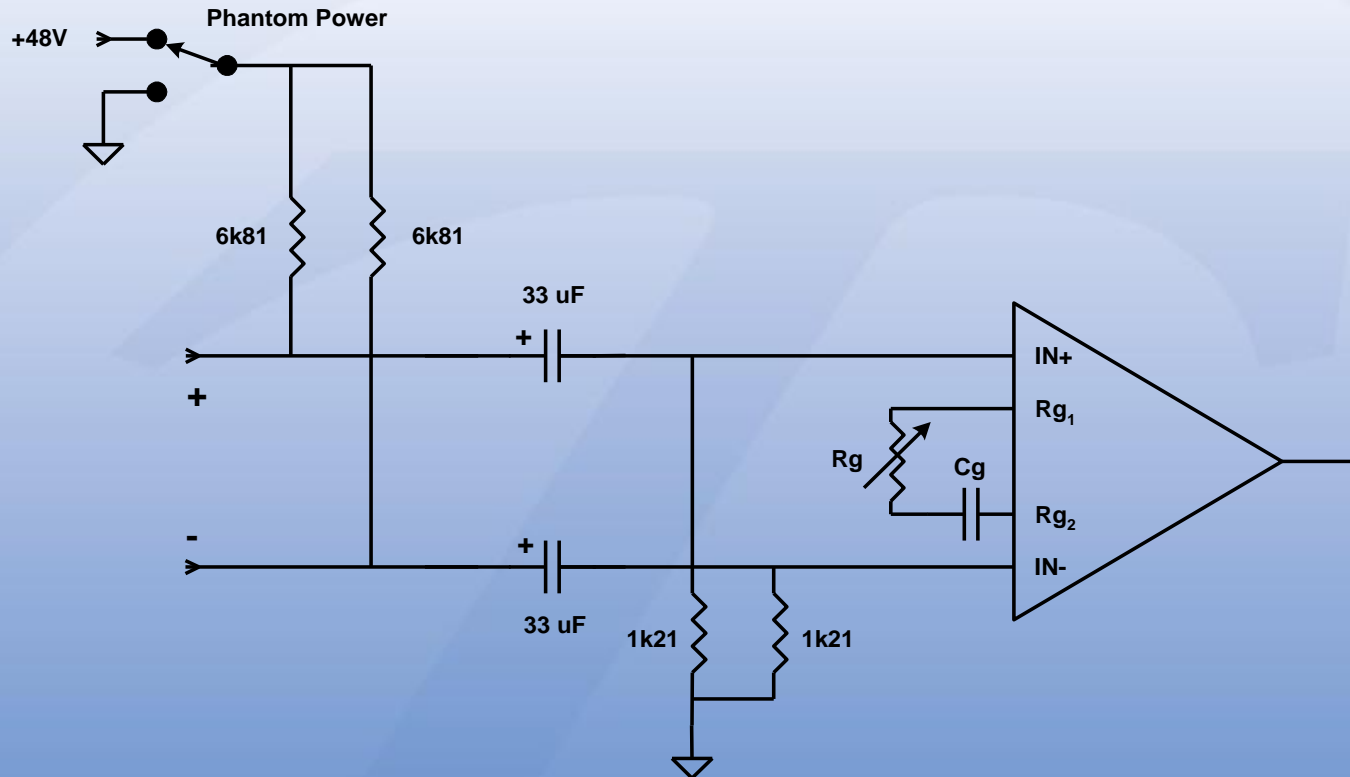 Phantom Power
+48V
6k81
6k81
33 uF
+
+
-
+
33 uF
1k21
1k21
Rg
Cg
IN+
Rg₁
Rg₂
IN-